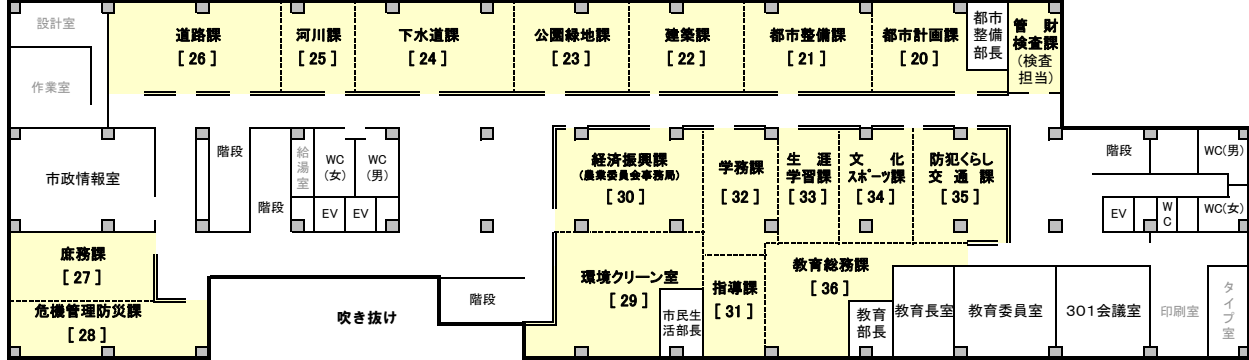 設計室
作業室
道路課
[ 26 ]
河川課
[ 25 ]
下水道課
[ 24 ]
公園緑地課
[ 23 ]
建築課
[ 22 ]
都市整備課
[ 21 ]
都市計画課
[ 20 ]
都市
整備
部長
管　財
検査課
(検査
担当)
市政情報室
階段
階段
給
湯
室
WC
(女)
WC
(男)
EV
EV
経済振興課
(農業委員会事務局)
[ 30 ]
学務課
[ 32 ]
生　涯
学習課
[ 33 ]
文　化
スポーツ課
[ 34 ]
防犯くらし
交　通　課
[ 35 ]
階段
WC(男)
EV
W
C
WC(女)
庶務課
[ 27 ]
危機管理防災課
[ 28 ]
吹き抜け
階段
環境クリーン室
[ 29 ]
市民生
活部長
指導課
[ 31 ]
教育総務課
[ 36 ]
教育
部長
教育長室
教育委員室
301会議室
印刷室
タ
イ
プ
室